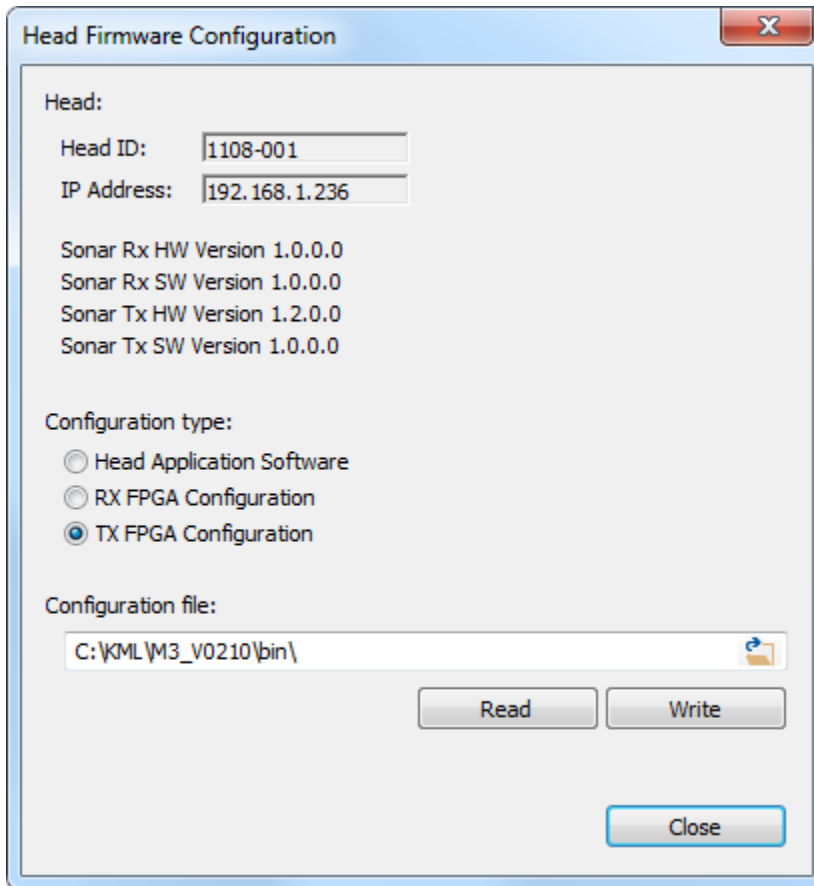 Head Firmware Configuration
Head:
Head ID: 1108-001
IP Address: 192.168.1.236
Sonar Rx HW Version 1.0.0.0
Sonar Rx SW Version 1.0.0.0
Sonar Tx HW Version 1.2.0.0
Sonar Tx SW Version 1.0.0.0
Configuration type:
Head Application Software
RX FPGA Configuration
TX FPGA Configuration
Configuration file:
C:\KML\M3_V0210\bin\
Read Write
Close